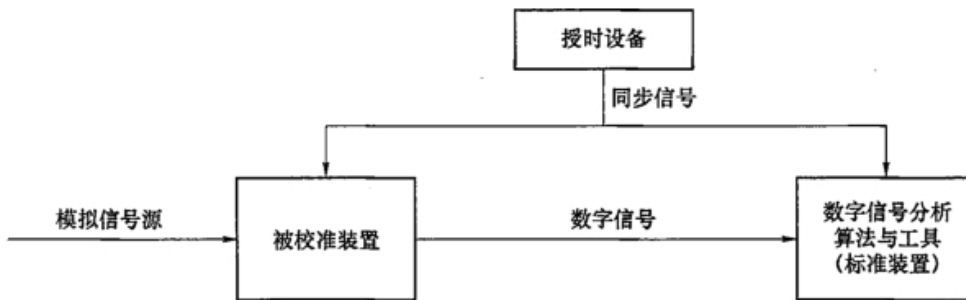 授时设备
同步信号
模拟信号源
被校准装置
数字信号
数字信号分析
算法与工具
(标准装置)